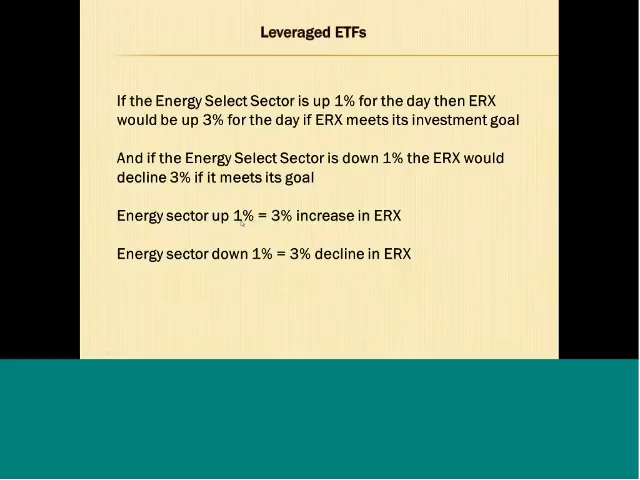 Leveraged ETFs
If the Energy Select Sector is up 1% for the day then ERX
would be up 3% for the day if ERX meets its investment goal
And if the Energy Select Sector is down 1% the ERX would
decline 3% if it meets its goal
Energy sector up 1% = 3% increase in ERX
Energy sector down 1% = 3% decline in ERX